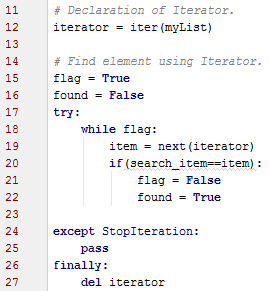 11 # Declaration of Iterator.
12 iterator = iter(myList)
13
14 # Find element using Iterator.
15 flag = True
16 found = False
17 try:
18     while flag:
19         item = next(iterator)
20         if(search_item==item):
21             flag = False
22             found = True
23
24 except StopIteration:
25     pass
26 finally:
27     del iterator